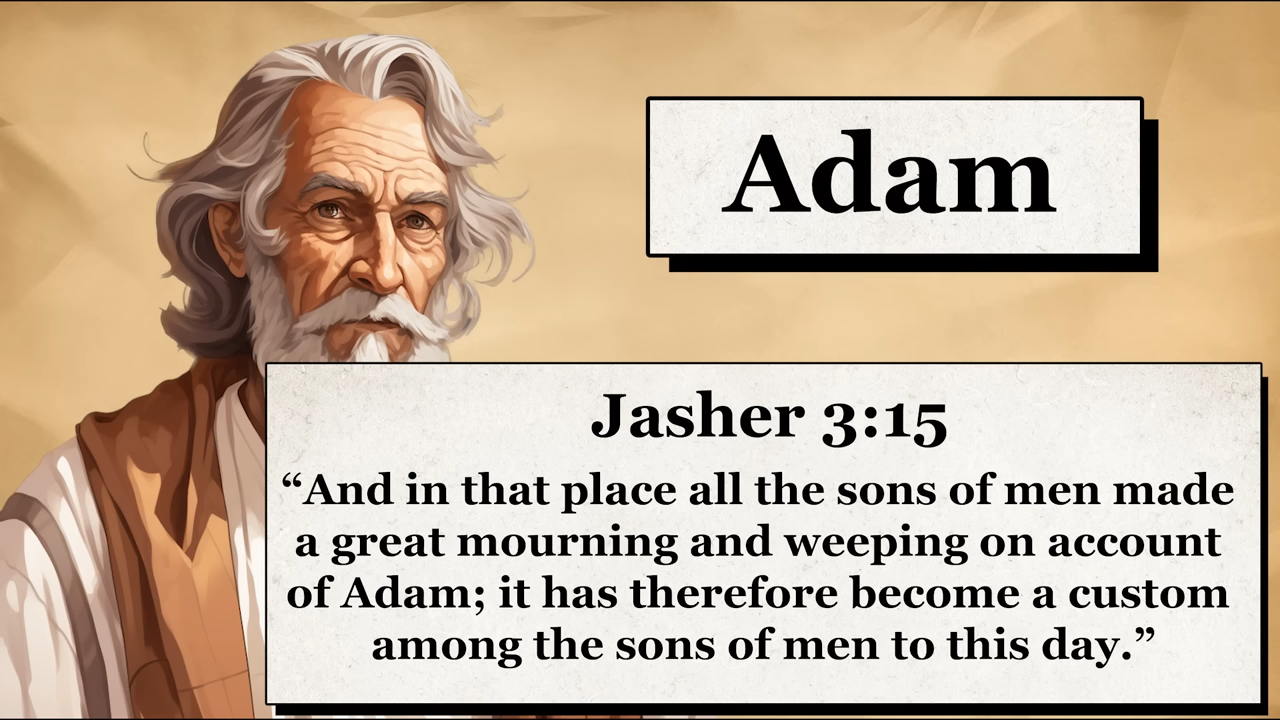 Adam
Jasher 3:15
“And in that place all the sons of men made
a great mourning and weeping on account
of Adam; it has therefore become a custom
among the sons of men to this day.”